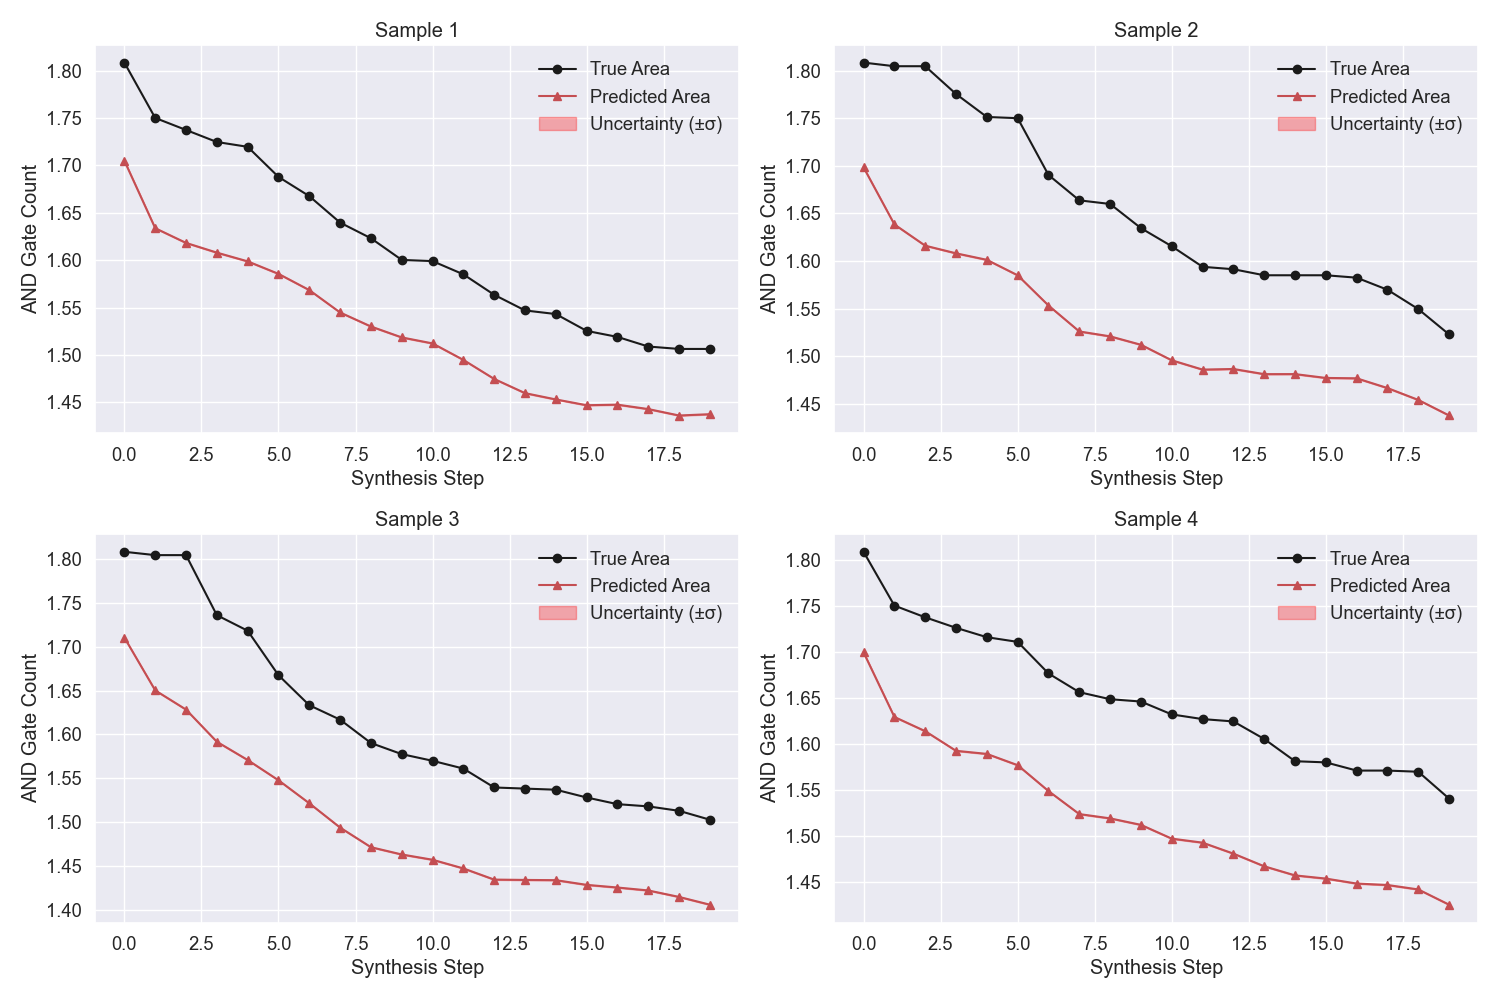 Sample 1
True Area
Predicted Area
Uncertainty (±σ)
AND Gate Count
1.80
1.75
1.70
1.65
1.60
1.55
1.50
1.45
0.0 2.5 5.0 7.5 10.0 12.5 15.0 17.5
Synthesis Step
Sample 2
True Area
Predicted Area
Uncertainty (±σ)
AND Gate Count
1.80
1.75
1.70
1.65
1.60
1.55
1.50
1.45
0.0 2.5 5.0 7.5 10.0 12.5 15.0 17.5
Synthesis Step
Sample 3
True Area
Predicted Area
Uncertainty (±σ)
AND Gate Count
1.80
1.75
1.70
1.65
1.60
1.55
1.50
1.45
1.40
0.0 2.5 5.0 7.5 10.0 12.5 15.0 17.5
Synthesis Step
Sample 4
True Area
Predicted Area
Uncertainty (±σ)
AND Gate Count
1.80
1.75
1.70
1.65
1.60
1.55
1.50
1.45
0.0 2.5 5.0 7.5 10.0 12.5 15.0 17.5
Synthesis Step